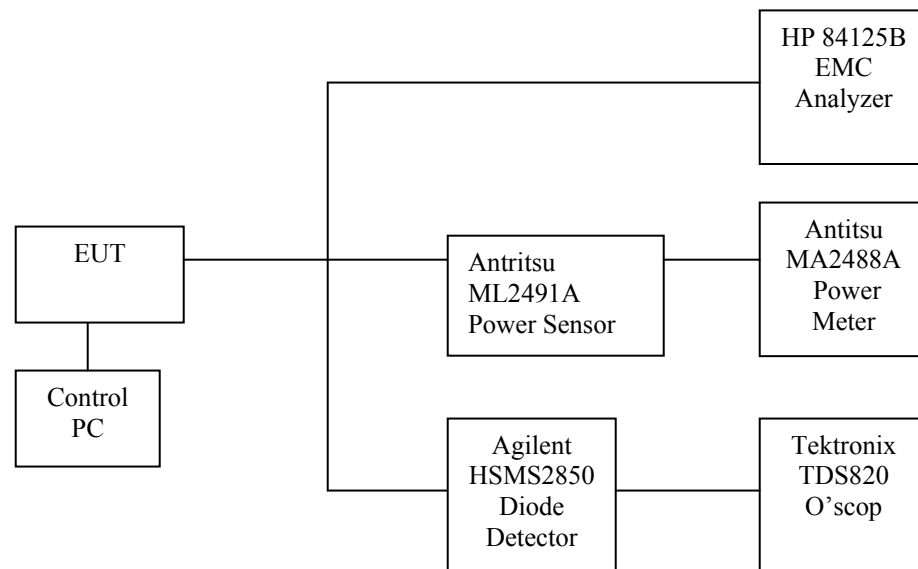 HP 84125B
EMC
Analyzer
EUT
Antritsu
ML2491A
Power Sensor
Antitsu
MA2488A
Power
Meter
Control
PC
Agilent
HSMS2850
Diode
Detector
Tektronix
TDS820
O’scop